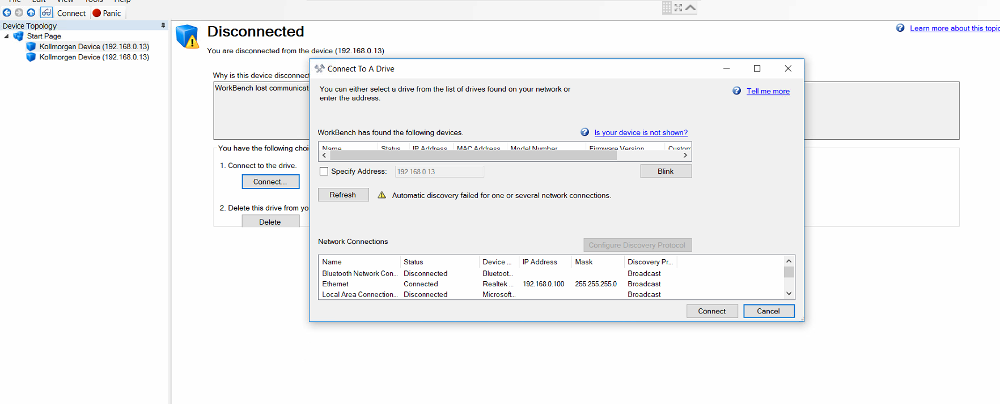 File Edit View Tools Help
Connect Panic
Device Topology
Start Page
Kollmorgen Device (192.168.0.13)
Kollmorgen Device (192.168.0.13)
Disconnected
Learn more about this topic
You are disconnected from the device (192.168.0.13)
Why is this device disconnect
WorkBench lost communicat
You have the following choi
1. Connect to the drive.
Connect...
2. Delete this drive from yo
Delete
Connect To A Drive
You can either select a drive from the list of drives found on your network or
enter the address.
Tell me more
WorkBench has found the following devices.
Is your device is not shown?
Name Status IP Address MAC Address Model Number Firmware Version Custom
Specify Address: 192.168.0.13
Blink
Refresh
Automatic discovery failed for one or several network connections.
Network Connections
Configure Discovery Protocol
Name Status Device ... IP Address Mask Discovery Pr...
Bluetooth Network Con... Disconnected Bluetoot... Broadcast
Ethernet Connected Realtek ... 192.168.0.100 255.255.255.0 Broadcast
Local Area Connection... Disconnected Microsoft... Broadcast
Connect Cancel